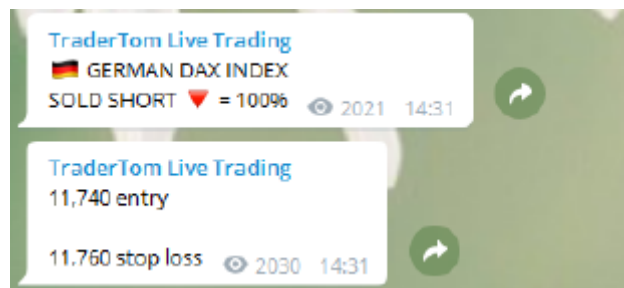 TraderTom Live Trading
🇩🇪 GERMAN DAX INDEX
SOLD SHORT 🔻 = 100% 2021 14:31
TraderTom Live Trading
11,740 entry
11,760 stop loss 2030 14:31